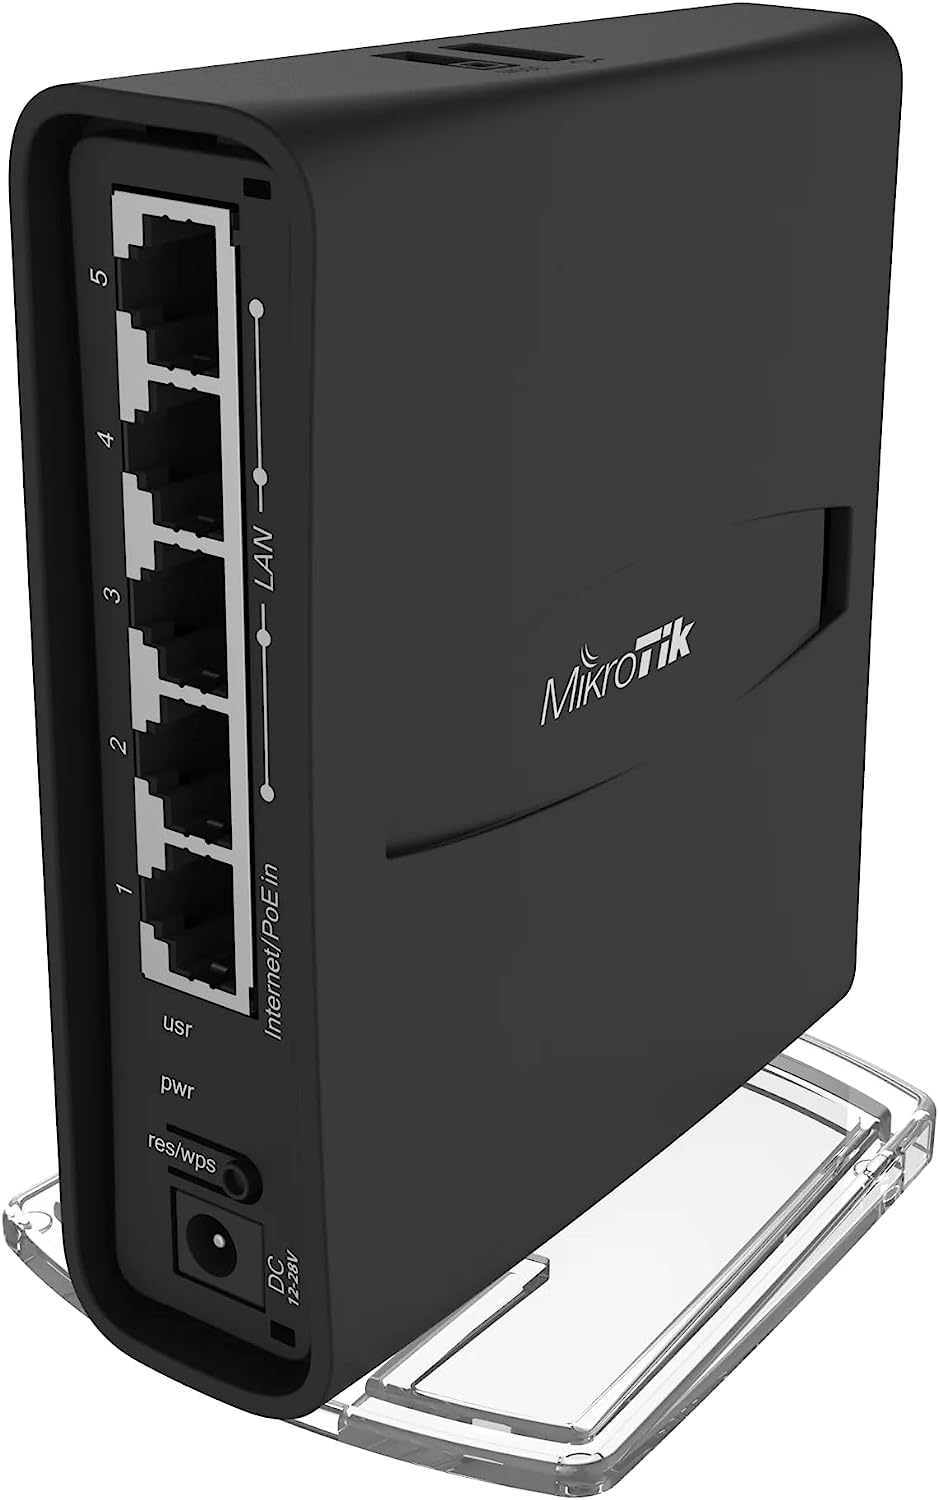 5
4
3
2
1
LAN
Internet/PoE in
usr
pwr
res/wps
DC
12-28V
MikroTik